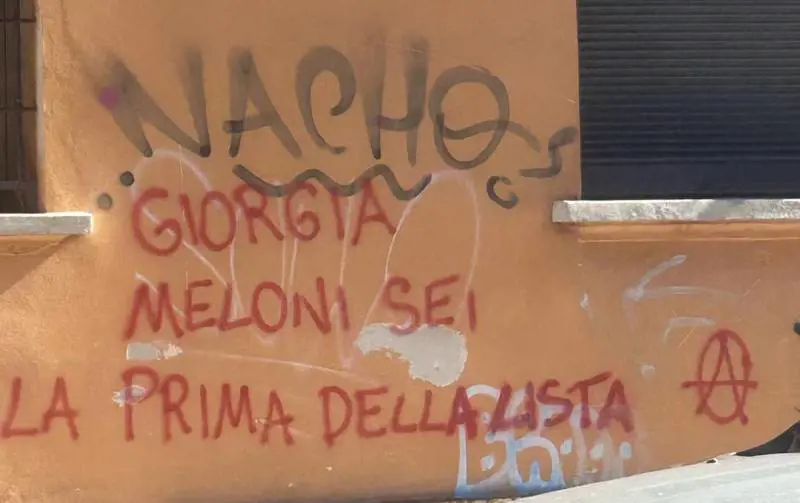 NACHO
GIORGIA
MELONI SEI
LA PRIMA DELLA LISTA